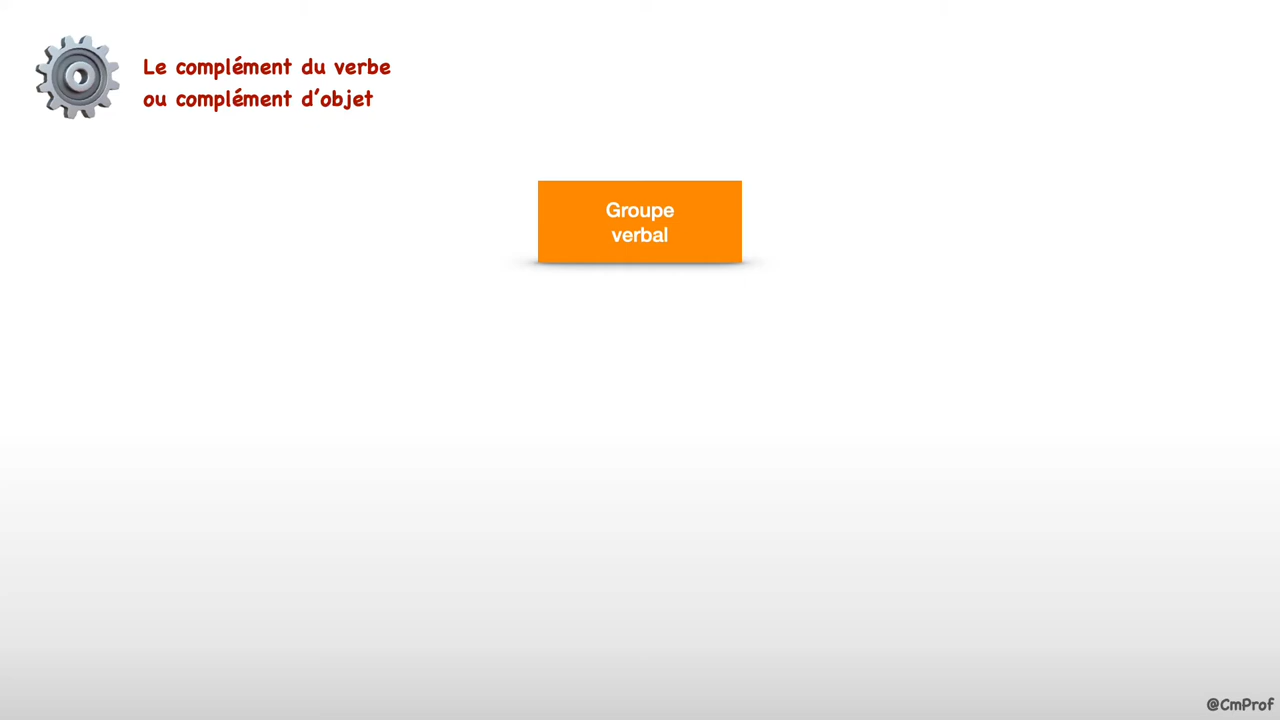 Le complément du verbe
ou complément d’objet
Groupe
verbal
@CmProf